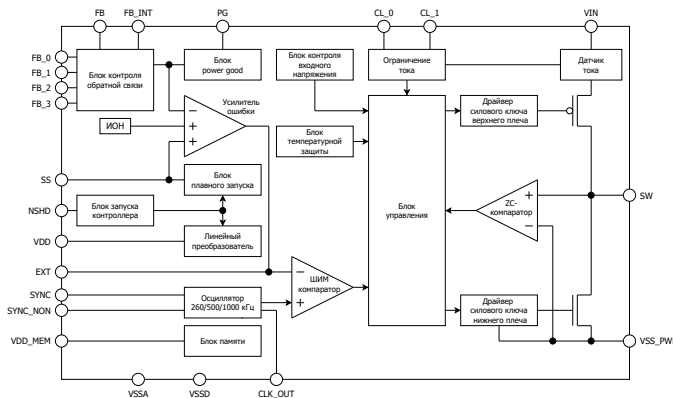 FB FB_INT PG CL_0 CL_1 VIN
FB_0
FB_1
FB_2
FB_3
Блок контроля
обратной связи
Блок
power good
Блок контроля
входного
напряжения
Ограничение
тока
Датчик
тока
Усилитель
ошибки
ИОН
Драйвер
силового ключа
верхнего плеча
Блок
температурной
защиты
SS
Блок
плавного запуска
NSHD
Блок запуска
контроллера
VDD
Линейный
преобразователь
Блок
управления
ZC-
компаратор
SW
EXT
ШИМ
компаратор
SYNC
SYNC_NON
Осциллятор
260/500/1000 кГц
Драйвер
силового ключа
нижнего плеча
VDD_MEM
Блок памяти
VSS_PW
VSSA VSSD CLK_OUT